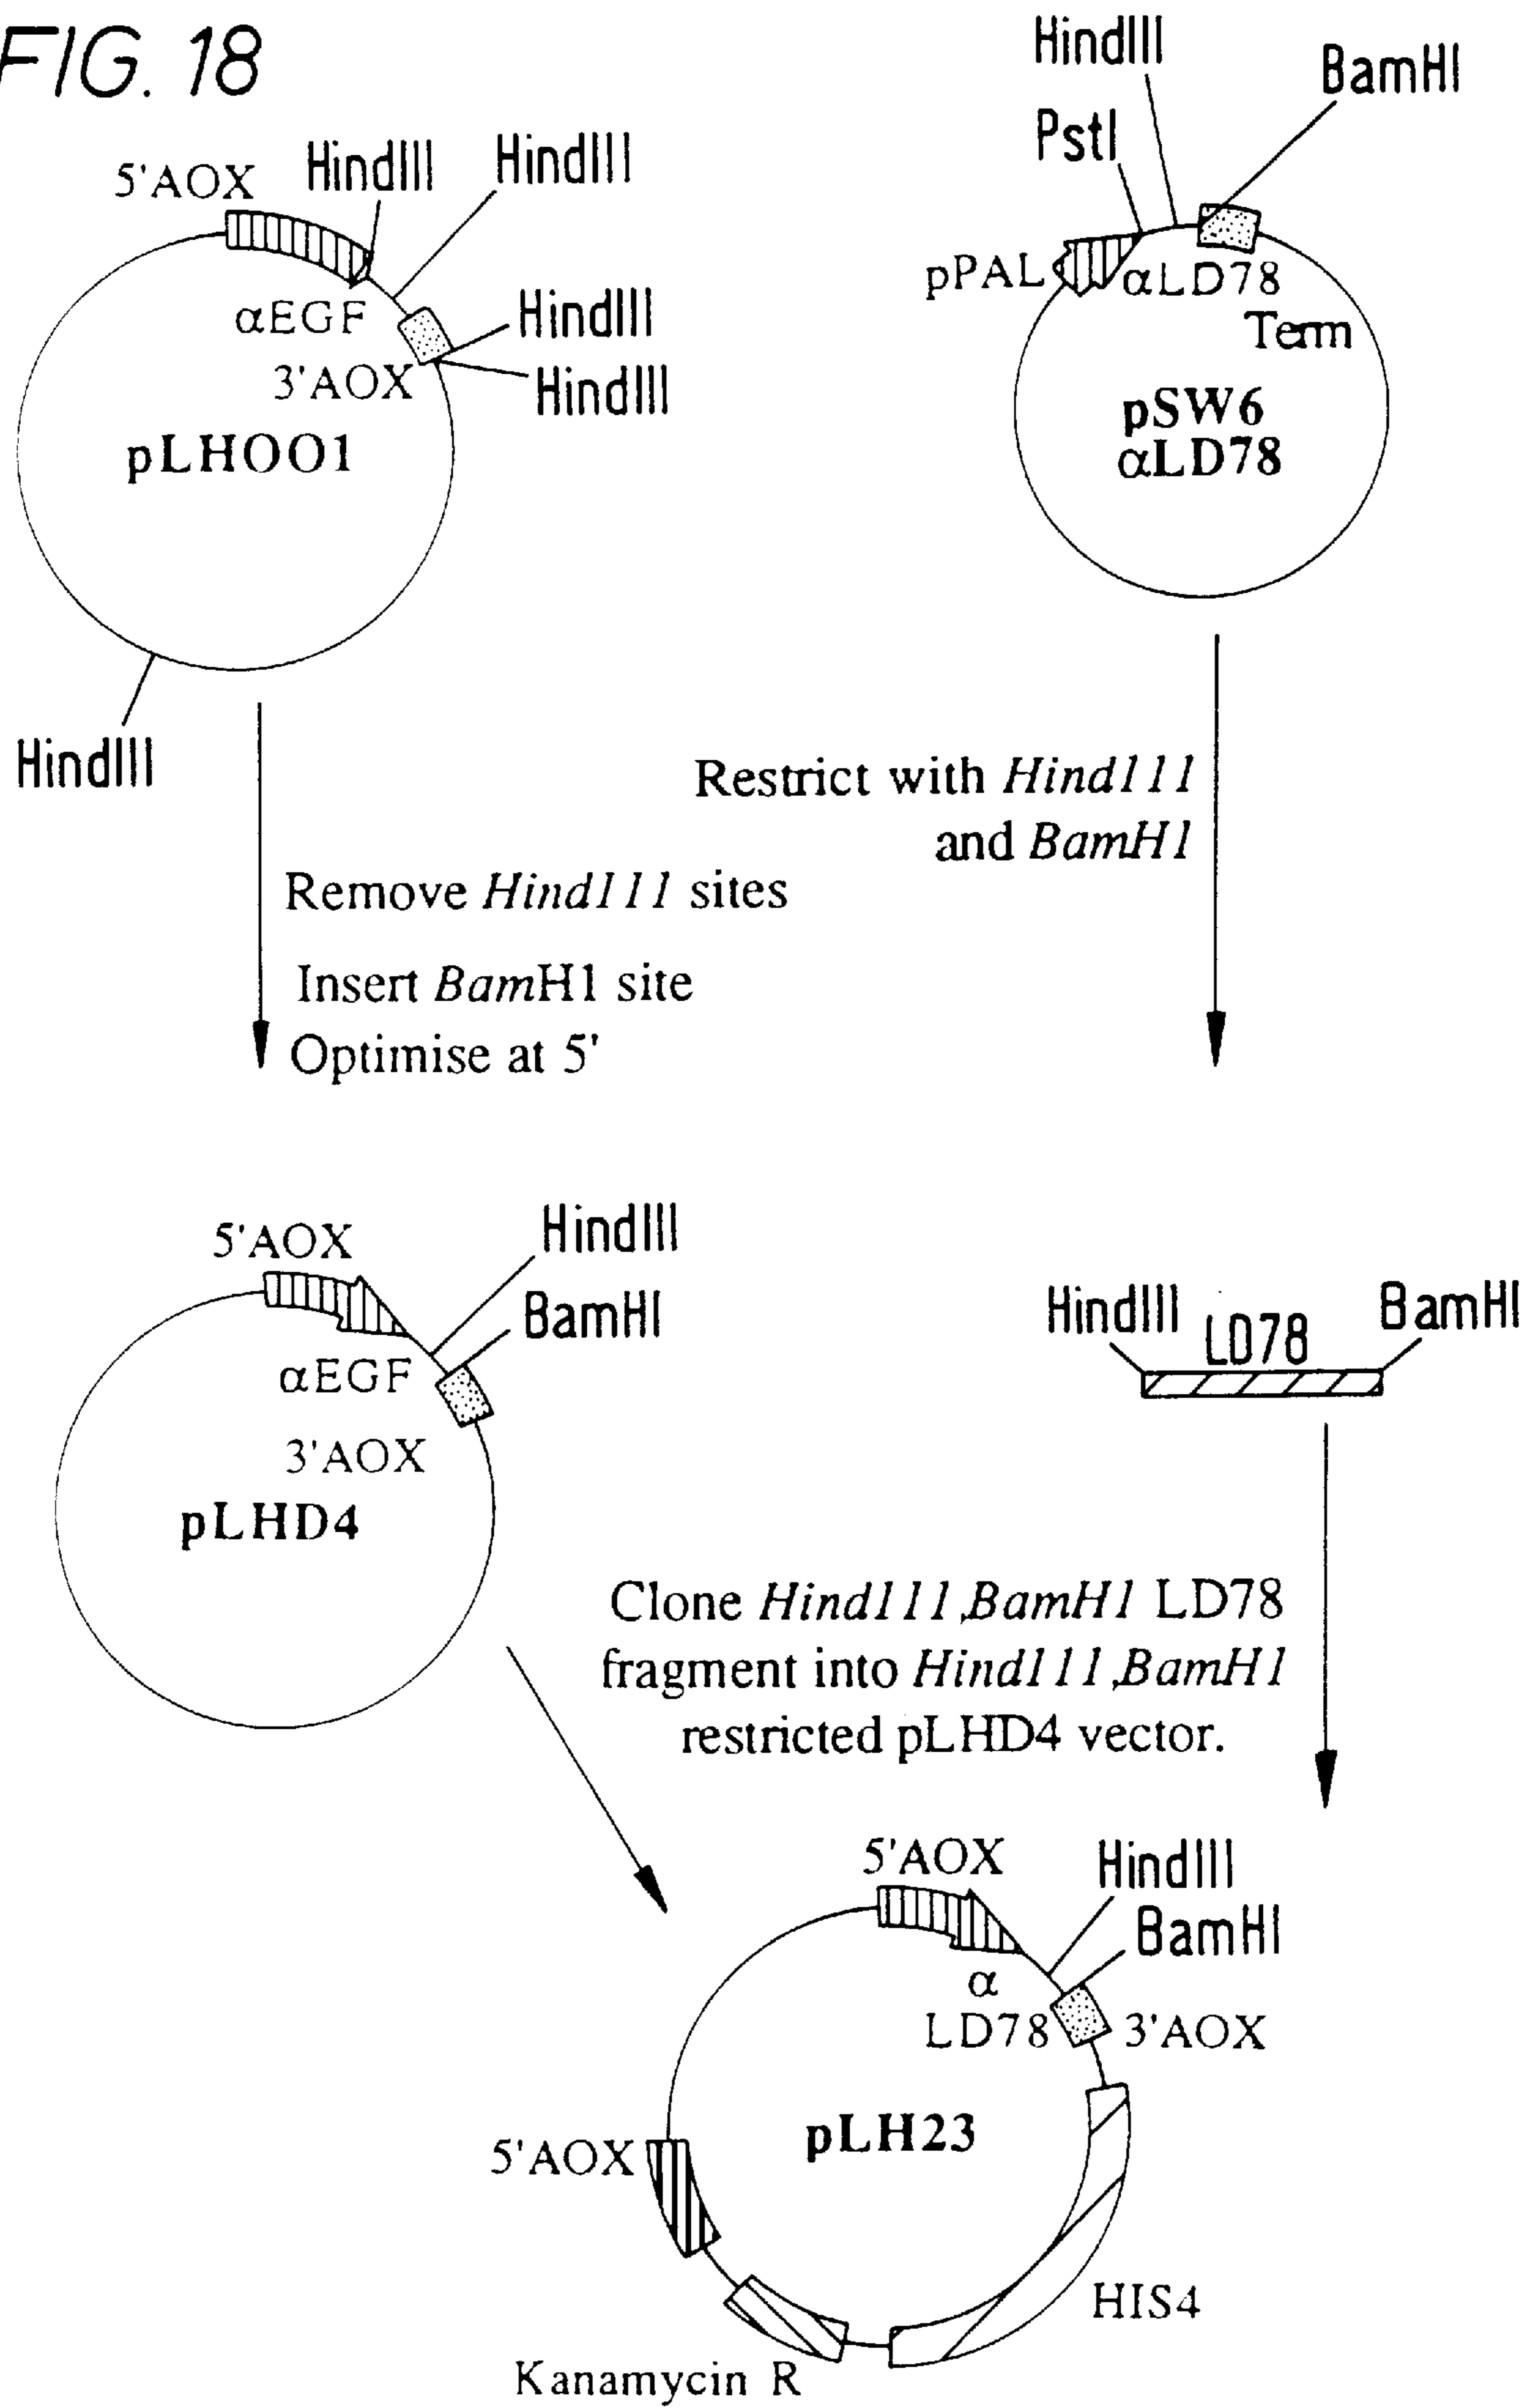 FIG. 18
5'AOX
HindIII
HindIII
αEGF
HindIII
3'AOX
HindIII
pLHOO1
HindIII
HindIII
BamHI
PstI
pPAL
αLD78
Term
pSW6
αLD78
Remove Hind111 sites
Insert BamH1 site
Optimise at 5'
Restrict with Hind111
and BamH1
5'AOX
HindIII
BamHI
αEGF
3'AOX
pLHD4
HindIII
LD78
BamHI
Clone Hind111,BamH1 LD78
fragment into Hind111,BamH1
restricted pLHD4 vector.
5'AOX
HindIII
BamHI
α
LD78
3'AOX
pLH23
5'AOX
HIS4
Kanamycin R